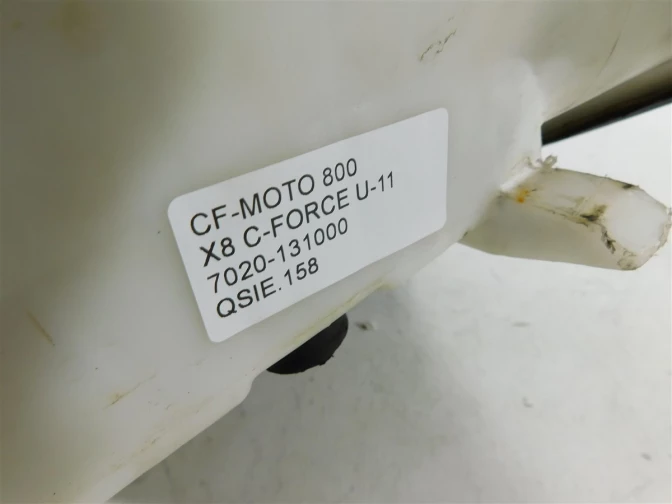 CF-MOTO 800
X8 C-FORCE U-11
7020-131000
QSIE.158